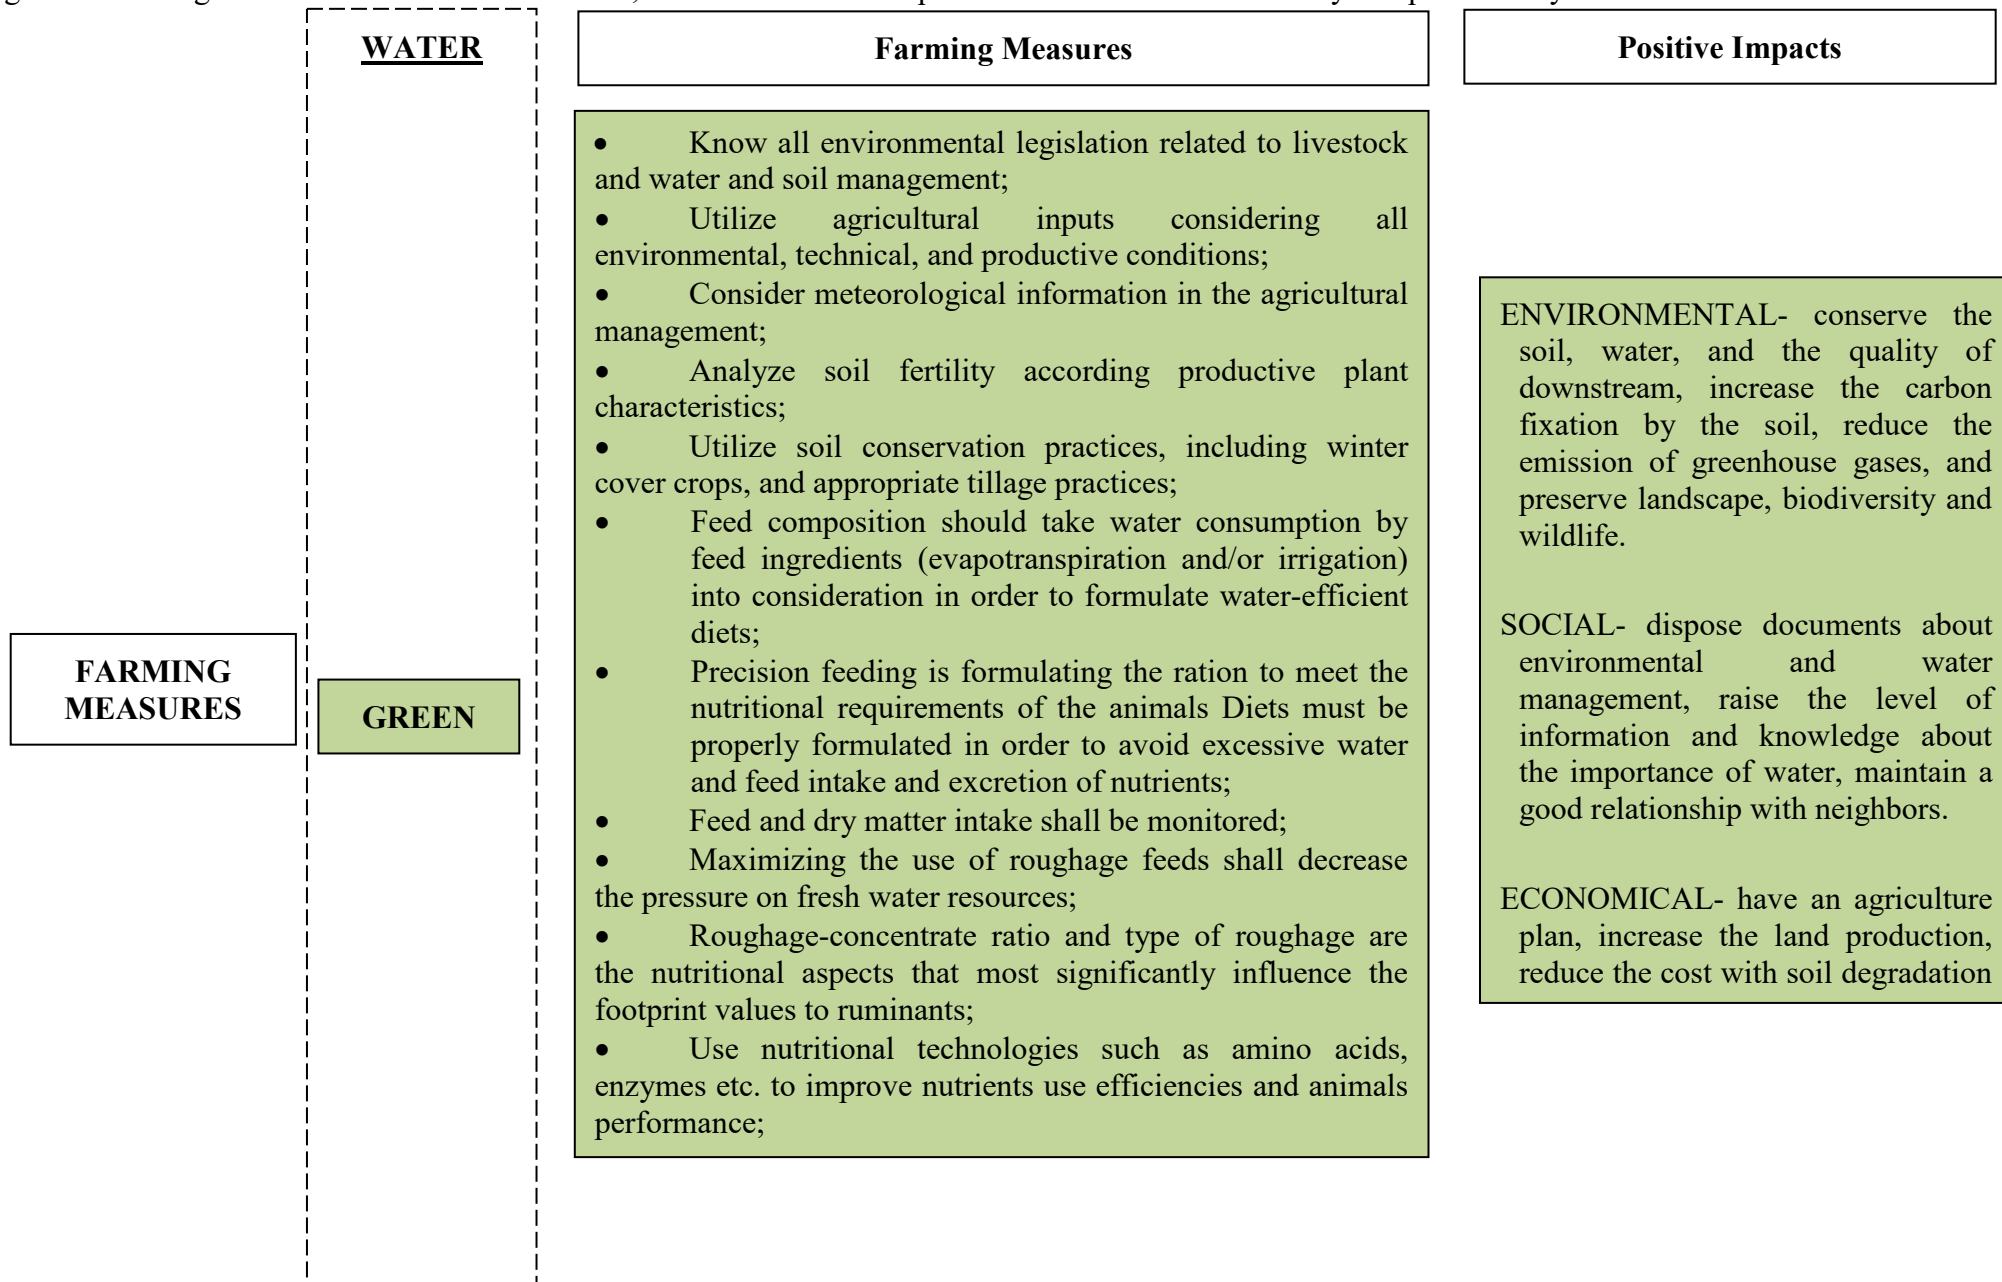 WATER
Farming Measures
Positive Impacts
FARMING
MEASURES
GREEN
• Know all environmental legislation related to livestock
and water and soil management;
• Utilize agricultural inputs considering all
environmental, technical, and productive conditions;
• Consider meteorological information in the agricultural
management;
• Analyze soil fertility according productive plant
characteristics;
• Utilize soil conservation practices, including winter
cover crops, and appropriate tillage practices;
• Feed composition should take water consumption by
feed ingredients (evapotranspiration and/or irrigation)
into consideration in order to formulate water-efficient
diets;
• Precision feeding is formulating the ration to meet the
nutritional requirements of the animals Diets must be
properly formulated in order to avoid excessive water
and feed intake and excretion of nutrients;
• Feed and dry matter intake shall be monitored;
• Maximizing the use of roughage feeds shall decrease
the pressure on fresh water resources;
• Roughage-concentrate ratio and type of roughage are
the nutritional aspects that most significantly influence the
footprint values to ruminants;
• Use nutritional technologies such as amino acids,
enzymes etc. to improve nutrients use efficiencies and animals
performance;
ENVIRONMENTAL- conserve the
soil, water, and the quality of
downstream, increase the carbon
fixation by the soil, reduce the
emission of greenhouse gases, and
preserve landscape, biodiversity and
wildlife.
SOCIAL- dispose documents about
environmental and water
management, raise the level of
information and knowledge about
the importance of water, maintain a
good relationship with neighbors.
ECONOMICAL- have an agriculture
plan, increase the land production,
reduce the cost with soil degradation